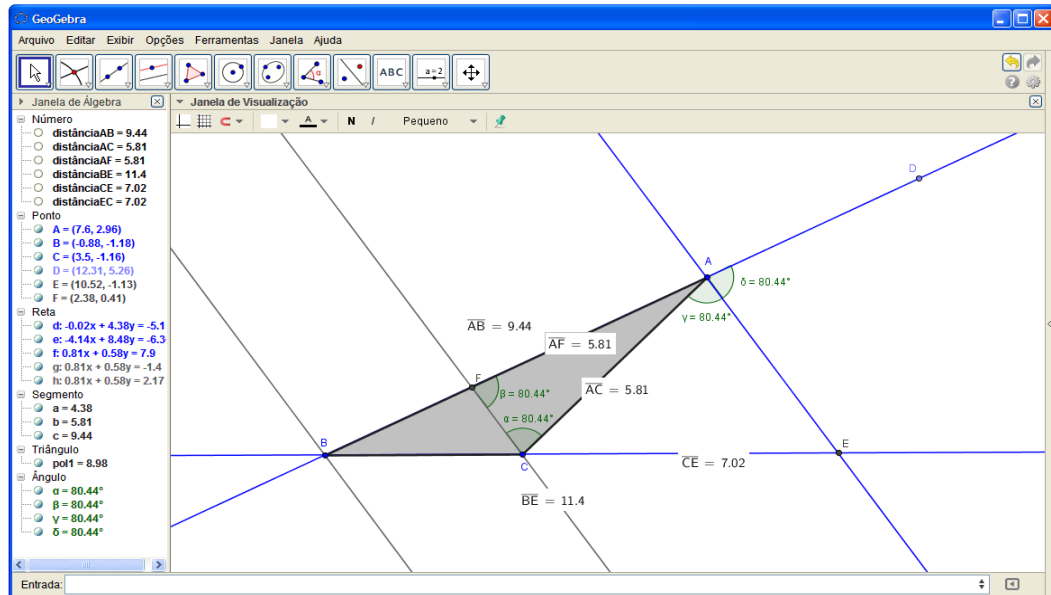 GeoGebra
Arquivo Editar Exibir Opções Ferramentas Janela Ajuda
ABC
a=2
Janela de Álgebra
Número
distânciaAB = 9.44
distânciaAC = 5.81
distânciaAF = 5.81
distânciaBE = 11.4
distânciaCE = 7.02
distânciaEC = 7.02
Ponto
A = (7.6, 2.96)
B = (-0.88, -1.18)
C = (3.5, -1.16)
D = (12.31, 5.26)
E = (10.52, -1.13)
F = (2.38, 0.41)
Reta
d: -0.02x + 4.38y = -5.1
e: -4.14x + 8.48y = -6.3
f: 0.81x + 0.58y = 7.9
g: 0.81x + 0.58y = -1.4
h: 0.81x + 0.58y = 2.17
Segmento
a = 4.38
b = 5.81
c = 9.44
Triângulo
pol1 = 8.98
Ângulo
α = 80.44°
β = 80.44°
γ = 80.44°
δ = 80.44°
Janela de Visualização
A N I Pequeno
D
A
δ = 80.44°
γ = 80.44°
AB = 9.44
AF = 5.81
F
AC = 5.81
β = 80.44°
α = 80.44°
B
E
C
CE = 7.02
BE = 11.4
Entrada: